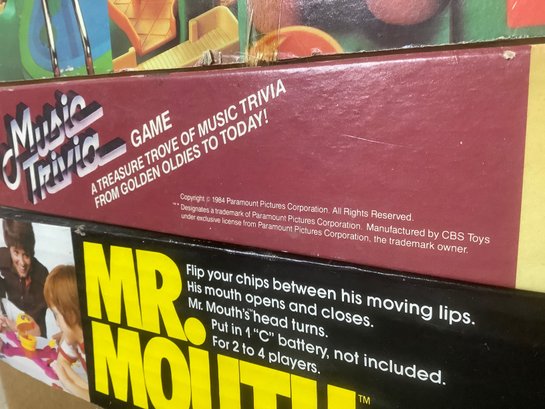 Music
Trivia
GAME
A TREASURE TROVE OF MUSIC TRIVIA
FROM GOLDEN OLDIES TO TODAY!
Copyright © 1984 Paramount Pictures Corporation. All Rights Reserved.
™ Designates a trademark of Paramount Pictures Corporation. Manufactured by CBS Toys
under exclusive license from Paramount Pictures Corporation, the trademark owner.
MR.
MOUTH™
Flip your chips between his moving lips.
His mouth opens and closes.
Mr. Mouth's head turns.
Put in 1 "C" battery, not included.
For 2 to 4 players.